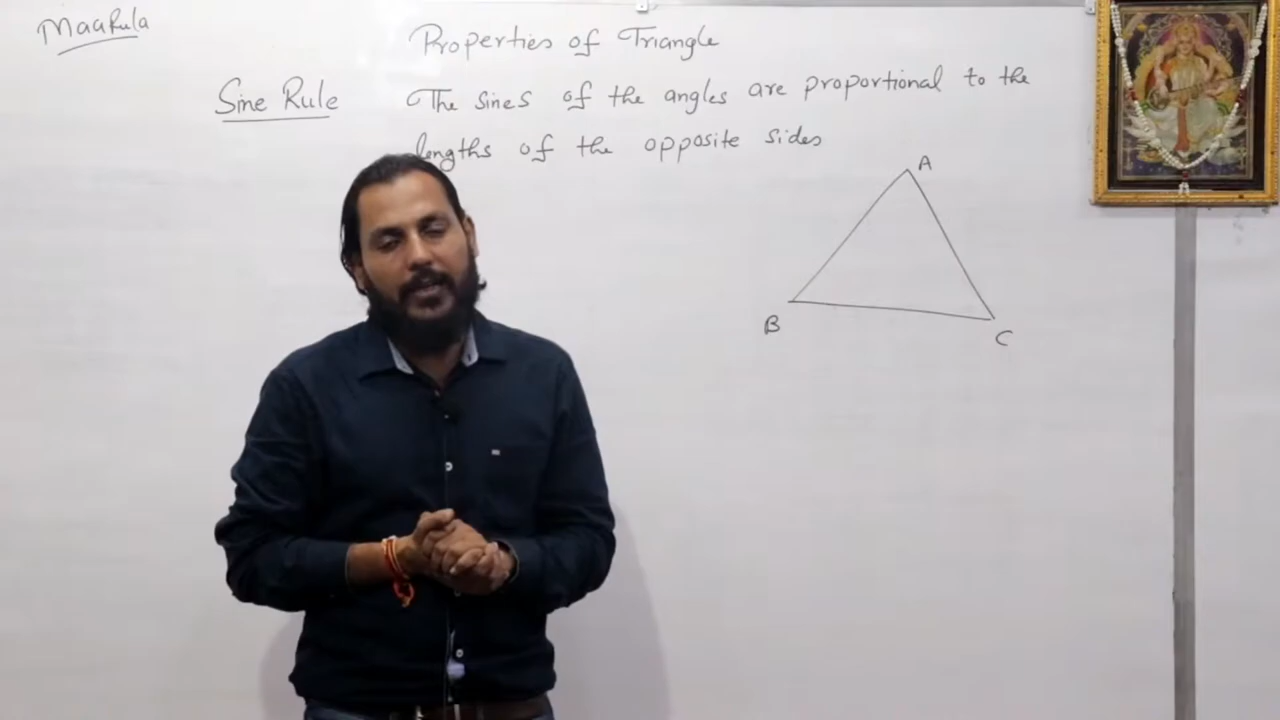 MaaRula
Properties of Triangle
Sine Rule The sines of the angles are proportional to the
lengths of the opposite sides
A
B
C